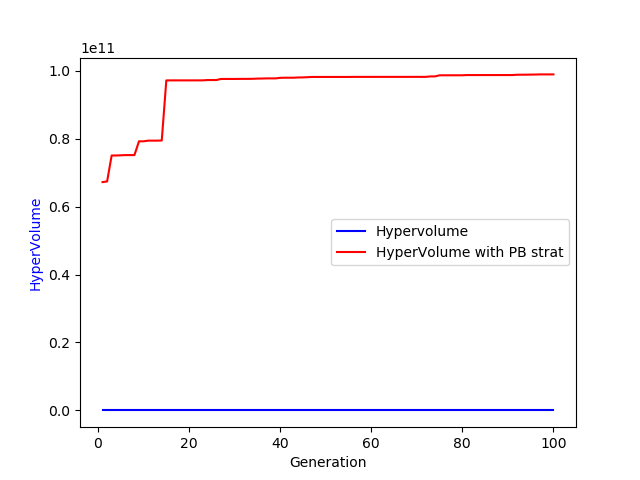 1e11
1.0
0.8
0.6
0.4
0.2
0.0
HyperVolume
Hypervolume
HyperVolume with PB strat
0 20 40 60 80 100
Generation